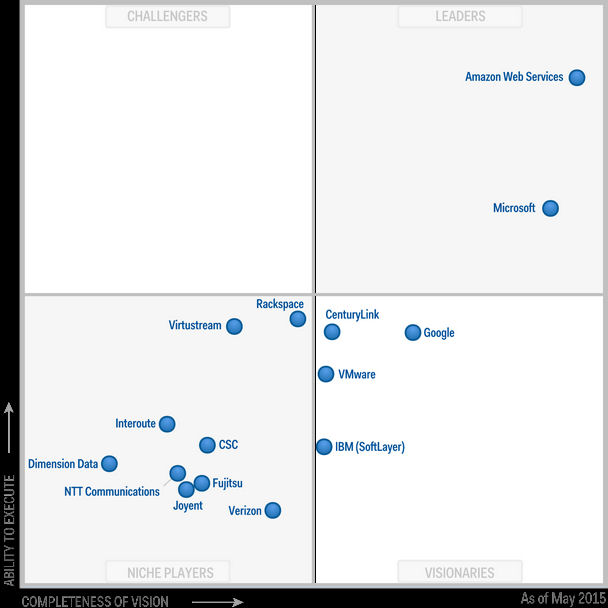 CHALLENGERS
LEADERS
Amazon Web Services
Microsoft
Rackspace
Virtustream
CenturyLink
Google
VMware
Interoute
CSC
IBM (SoftLayer)
Dimension Data
NTT Communications
Fujitsu
Joyent
Verizon
ABILITY TO EXECUTE
NICHE PLAYERS
VISIONARIES
COMPLETENESS OF VISION
As of May 2015